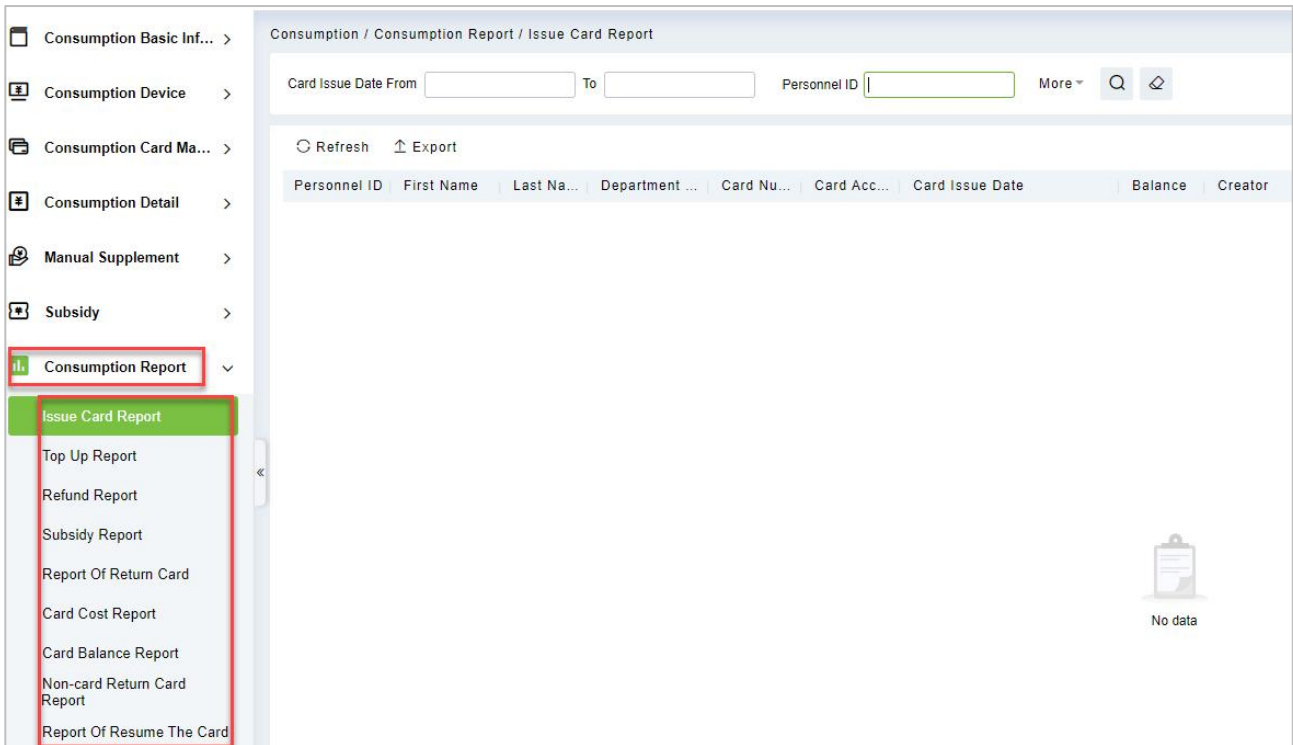 Consumption Basic Inf...
Consumption Device
Consumption Card Ma...
Consumption Detail
Manual Supplement
Subsidy
Consumption Report
Issue Card Report
Top Up Report
Refund Report
Subsidy Report
Report Of Return Card
Card Cost Report
Card Balance Report
Non-card Return Card
Report
Report Of Resume The Card
Consumption / Consumption Report / Issue Card Report
Card Issue Date From To Personnel ID More
Refresh Export
Personnel ID First Name Last Na... Department ... Card Nu... Card Acc... Card Issue Date Balance Creator
No data